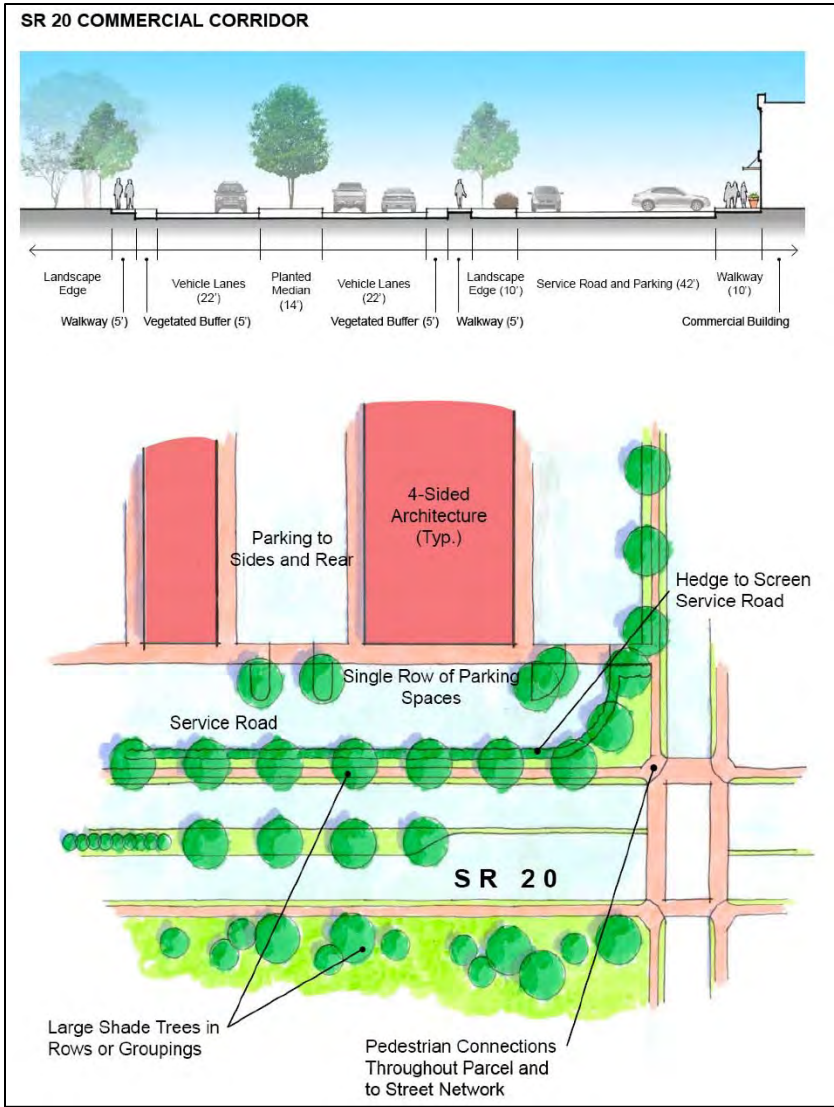 SR 20 COMMERCIAL CORRIDOR
Landscape
Edge
Walkway (5')
Vegetated Buffer (5')
Vehicle Lanes
(22')
Planted
Median
(14')
Vehicle Lanes
(22')
Vegetated Buffer (5')
Walkway (5')
Landscape
Edge (10')
Service Road and Parking (42')
Walkway
(10')
Commercial Building
4-Sided
Architecture
(Typ.)
Parking to
Sides and Rear
Hedge to Screen
Service Road
Single Row of Parking
Spaces
Service Road
SR 20
Large Shade Trees in
Rows or Groupings
Pedestrian Connections
Throughout Parcel and
to Street Network